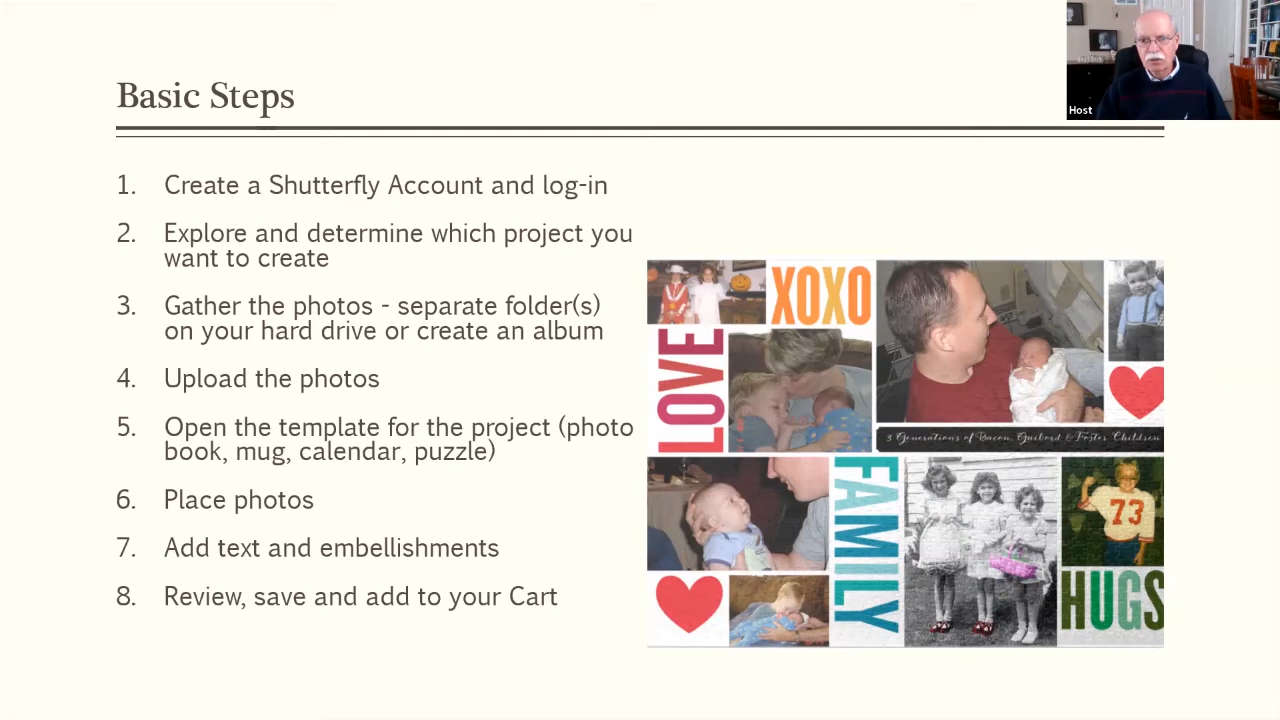 Basic Steps
Host
1. Create a Shutterfly Account and log-in
2. Explore and determine which project you
want to create
3. Gather the photos - separate folder(s)
on your hard drive or create an album
4. Upload the photos
5. Open the template for the project (photo
book, mug, calendar, puzzle)
6. Place photos
7. Add text and embellishments
8. Review, save and add to your Cart
XOXO
LOVE
3 Generations of Bacon, Guibord & Foster Children
FAMILY
73
HUGS